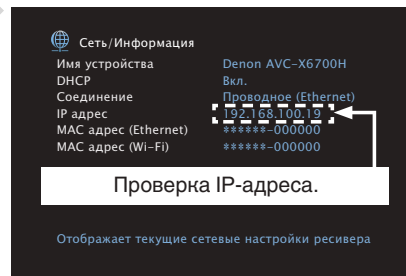 Сеть/Информация
Имя устройства Denon AVC-X6700H
DHCP Вкл.
Соединение Проводное (Ethernet)
IP адрес 192.168.100.19
MAC адрес (Ethernet) ******-000000
MAC адрес (Wi-Fi) ******-000000
Проверка IP-адреса.
Отображает текущие сетевые настройки ресивера